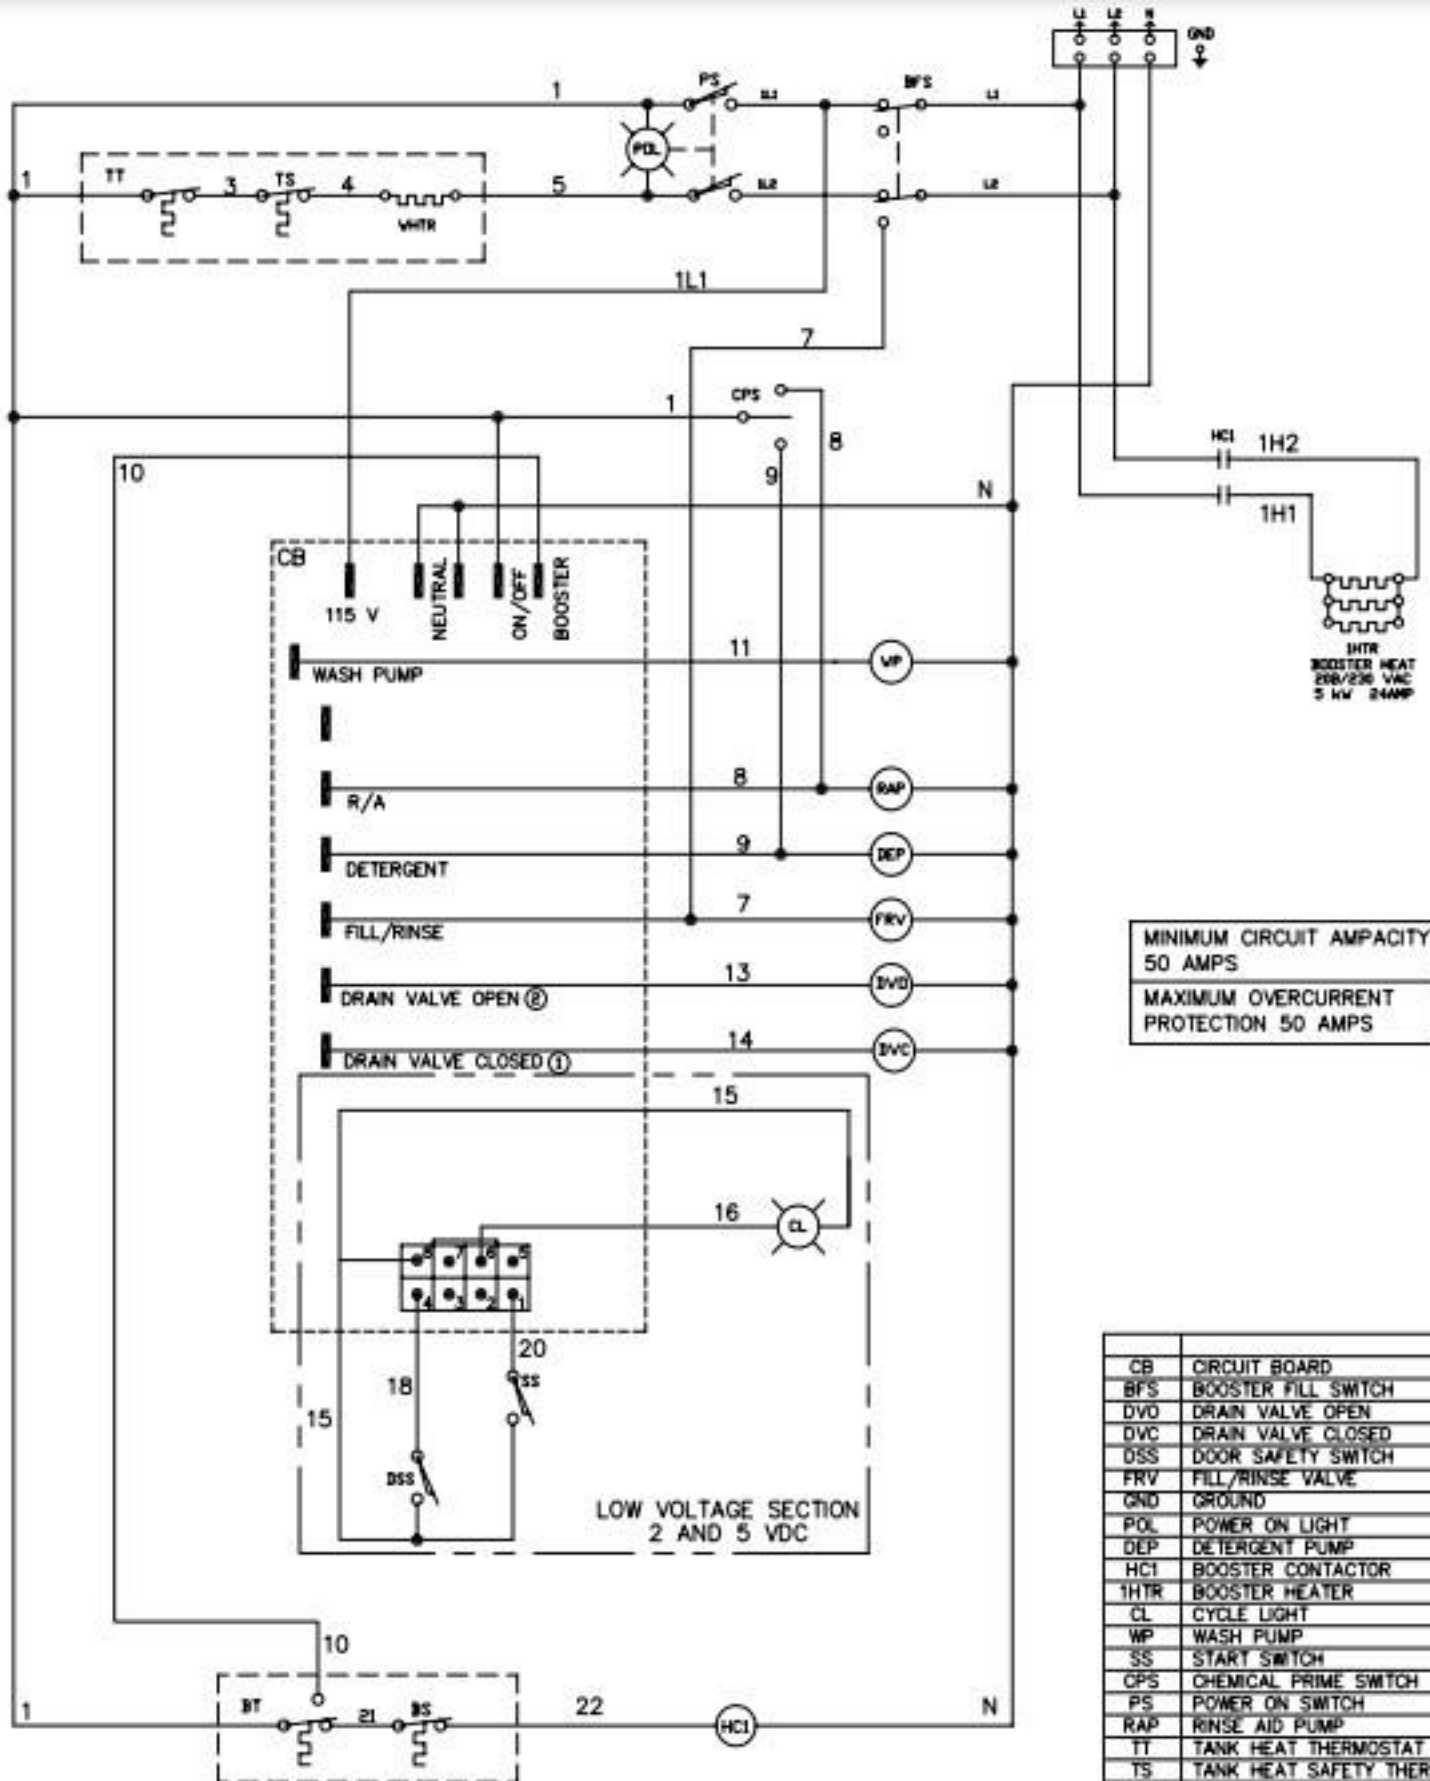 L1 L2 N
GND
1 PS 1L1 BFS L1
POL
1 TT 3 TS 4 5 1L2 L2
WHTR
1L1
7
1 CPS
8
10 9
HC1 1H2
N
1H1
CB
115 V NEUTRAL ON/OFF BOOSTER
11 WP
WASH PUMP
1HTR
BOOSTER HEAT
208/230 VAC
5 KW 24AMP
8 RAP
R/A
9 DEP
DETERGENT
7 FRV
FILL/RINSE
13 DVO
DRAIN VALVE OPEN ②
14 DVC
DRAIN VALVE CLOSED ①
MINIMUM CIRCUIT AMPACITY
50 AMPS
MAXIMUM OVERCURRENT
PROTECTION 50 AMPS
15
16 CL
8 7 6 5
4 3 2 1
20
18 SS
15
DSS
LOW VOLTAGE SECTION
2 AND 5 VDC
10
1 BT 21 BS 22 HC1 N
CB CIRCUIT BOARD
BFS BOOSTER FILL SWITCH
DVO DRAIN VALVE OPEN
DVC DRAIN VALVE CLOSED
DSS DOOR SAFETY SWITCH
FRV FILL/RINSE VALVE
GND GROUND
POL POWER ON LIGHT
DEP DETERGENT PUMP
HC1 BOOSTER CONTACTOR
1HTR BOOSTER HEATER
CL CYCLE LIGHT
WP WASH PUMP
SS START SWITCH
CPS CHEMICAL PRIME SWITCH
PS POWER ON SWITCH
RAP RINSE AID PUMP
TT TANK HEAT THERMOSTAT
TS TANK HEAT SAFETY THER